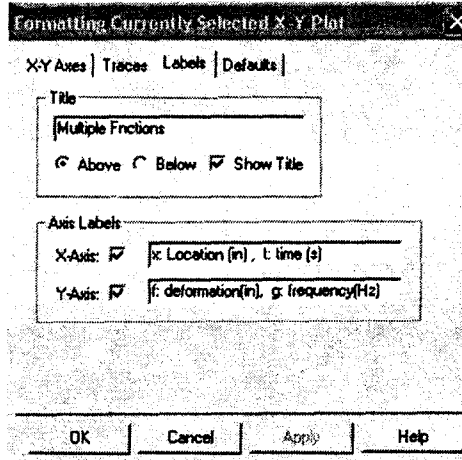 Formatting Currently Selected X-Y Plot
X-Y Axes Traces Labels Defaults
Title
Multiple Frictions
Above Below Show Title
Axis Labels
X-Axis: x: Location (in) , t: time (s)
Y-Axis: f: deformation(in), g: frequency(Hz)
OK Cancel Apply Help